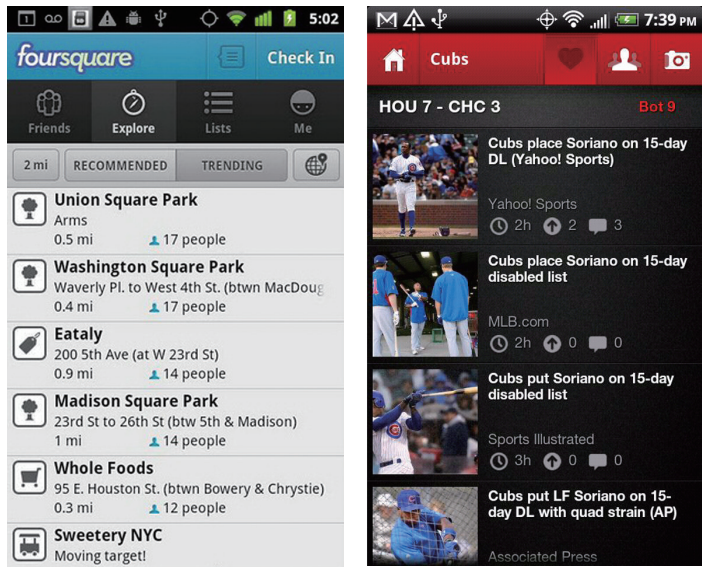 1
5:02
foursquare
Check In
Friends
Explore
Lists
Me
2 mi
RECOMMENDED
TRENDING
Union Square Park
Arms
0.5 mi
17 people
Washington Square Park
Waverly Pl. to West 4th St. (btwn MacDoug
0.4 mi
17 people
Eataly
200 5th Ave (at W 23rd St)
0.9 mi
14 people
Madison Square Park
23rd St to 26th St (btw 5th & Madison)
1 mi
14 people
Whole Foods
95 E. Houston St. (btwn Bowery & Chrystie)
0.3 mi
12 people
Sweetery NYC
Moving target!
7:39 PM
Cubs
HOU 7 - CHC 3
Bot 9
Cubs place Soriano on 15-day
DL (Yahoo! Sports)
Yahoo! Sports
2h
2
3
Cubs place Soriano on 15-day
disabled list
MLB.com
2h
0
0
Cubs put Soriano on 15-day
disabled list
Sports Illustrated
3h
0
0
Cubs put LF Soriano on 15-
day DL with quad strain (AP)
Associated Press